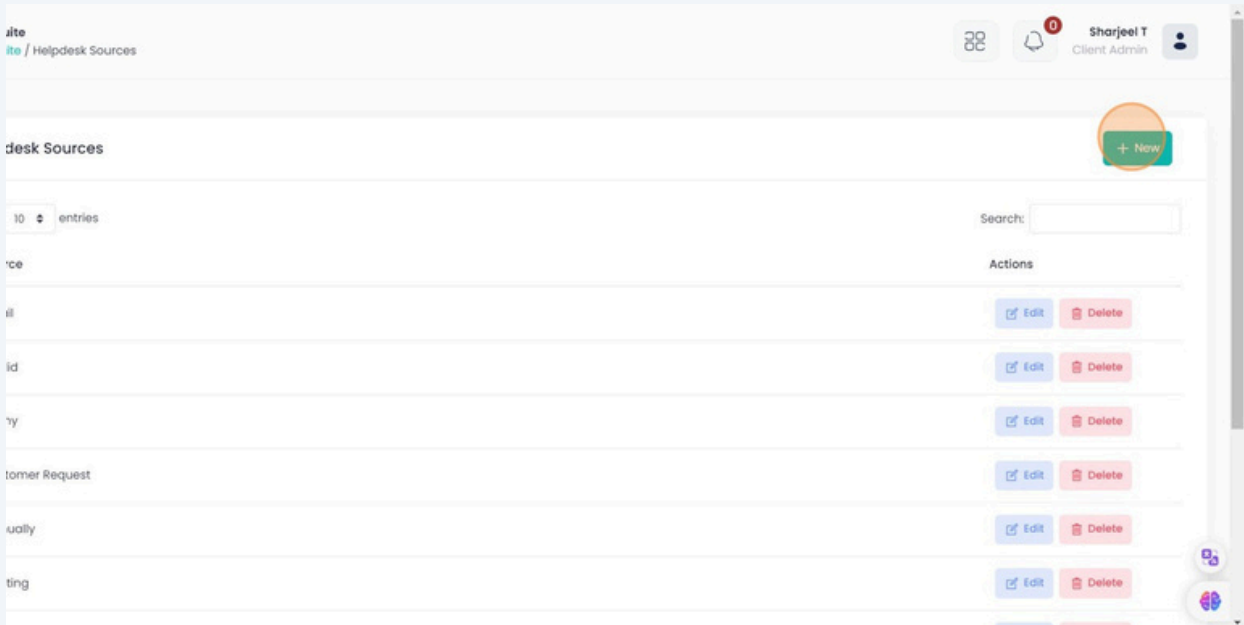 uite
ite / Helpdesk Sources
0
Sharjeel T
Client Admin
desk Sources
+ New
10 entries
Search:
rce
Actions
il
Edit
Delete
id
Edit
Delete
ny
Edit
Delete
tomer Request
Edit
Delete
ually
Edit
Delete
ting
Edit
Delete